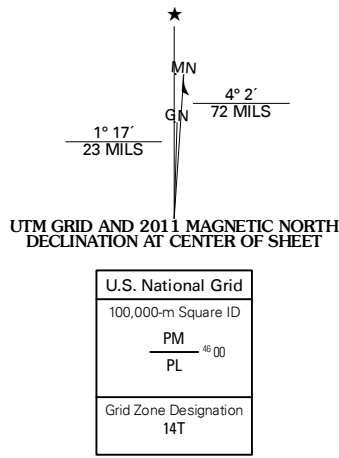 ★
MN
4° 2´
72 MILS
GN
1° 17´
23 MILS
UTM GRID AND 2011 MAGNETIC NORTH
DECLINATION AT CENTER OF SHEET
U.S. National Grid
100,000-m Square ID
PM
46 00
PL
Grid Zone Designation
14T